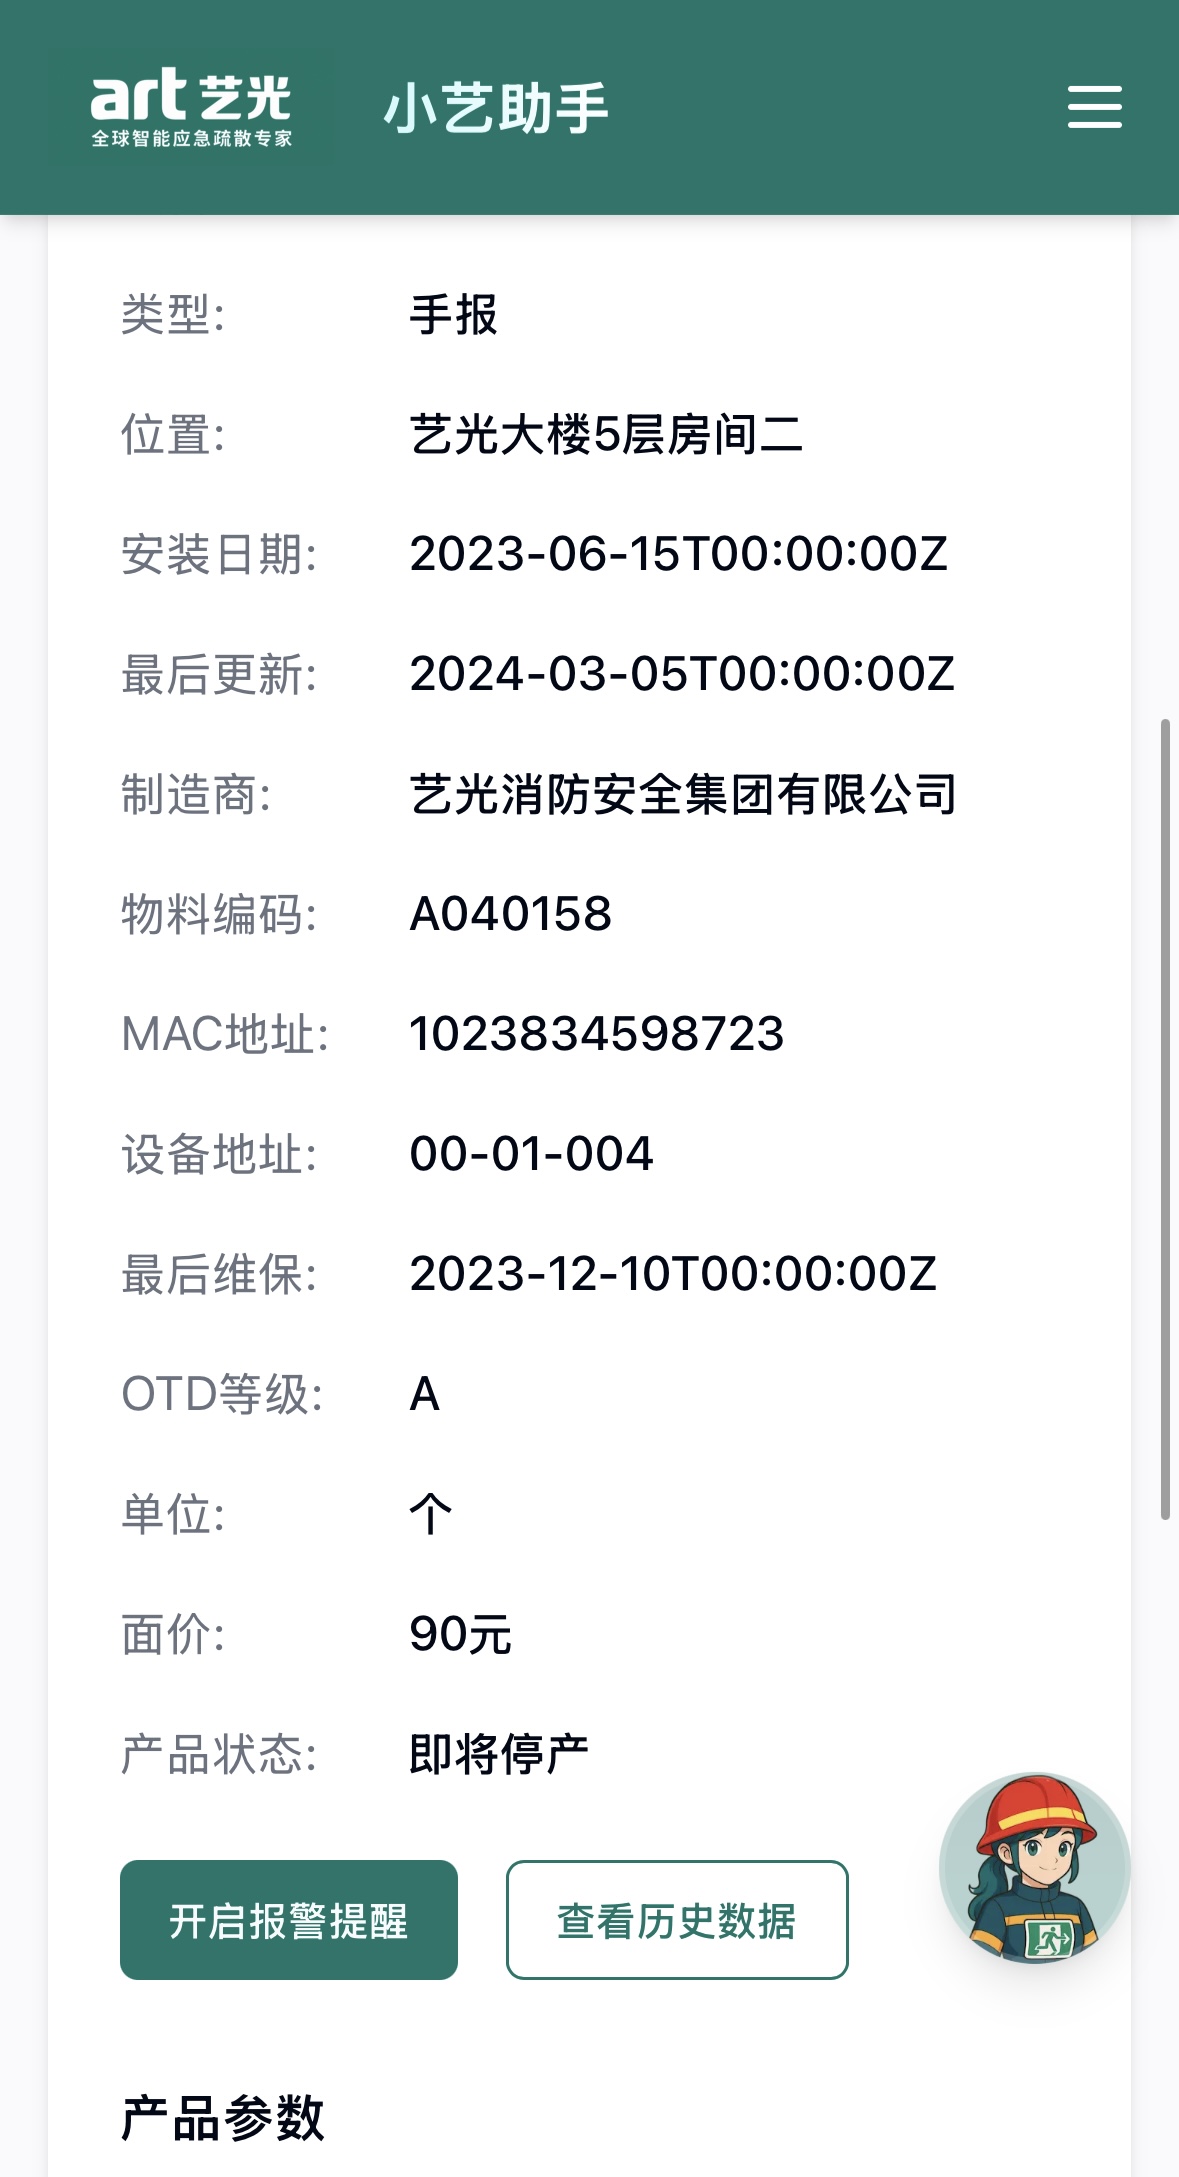 art 艺光
全球智能应急疏散专家
小艺助手
类型: 手报
位置: 艺光大楼5层房间二
安装日期: 2023-06-15T00:00:00Z
最后更新: 2024-03-05T00:00:00Z
制造商: 艺光消防安全集团有限公司
物料编码: A040158
MAC地址: 1023834598723
设备地址: 00-01-004
最后维保: 2023-12-10T00:00:00Z
OTD等级: A
单位: 个
面价: 90元
产品状态: 即将停产
开启报警提醒 查看历史数据
产品参数